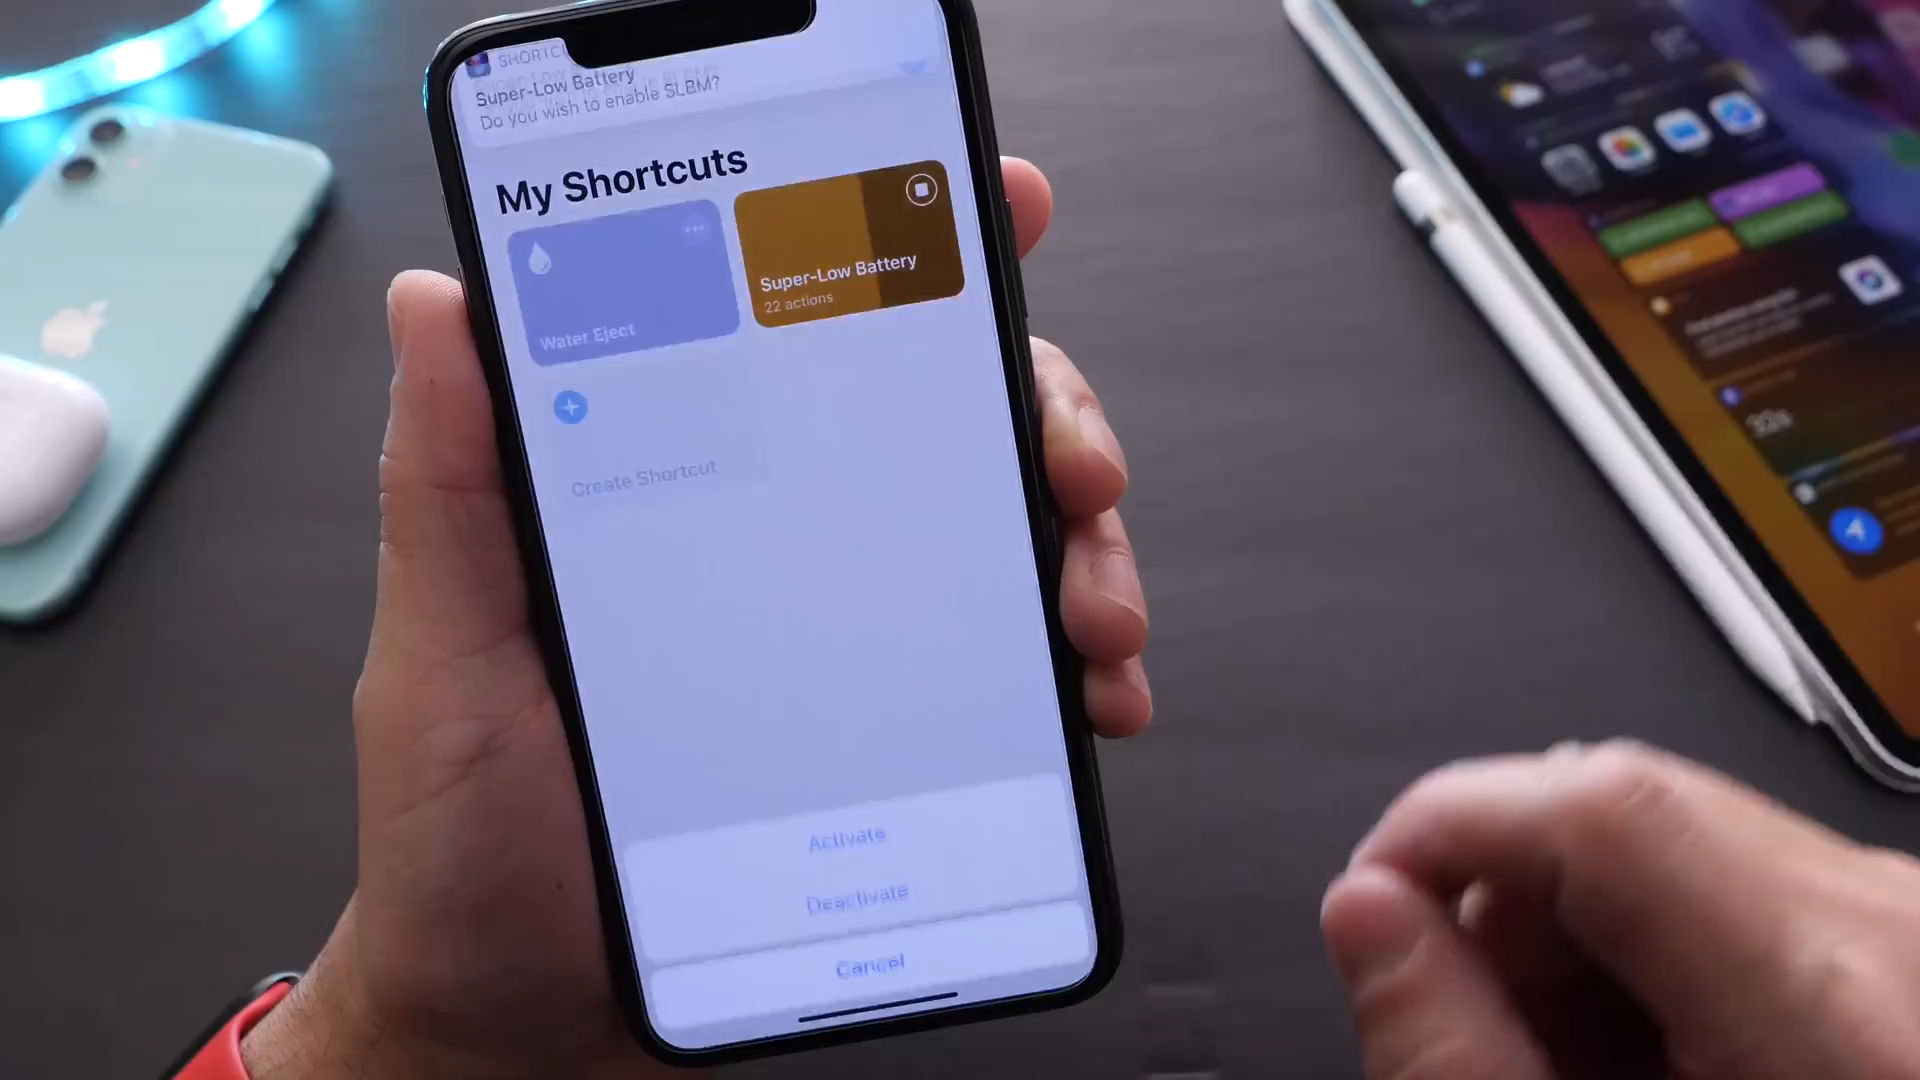 SHORTCU
Super-Low Battery
Do you wish to enable SLBM?
My Shortcuts
Water Eject
Super-Low Battery
22 actions
Create Shortcut
Activate
Deactivate
Cancel